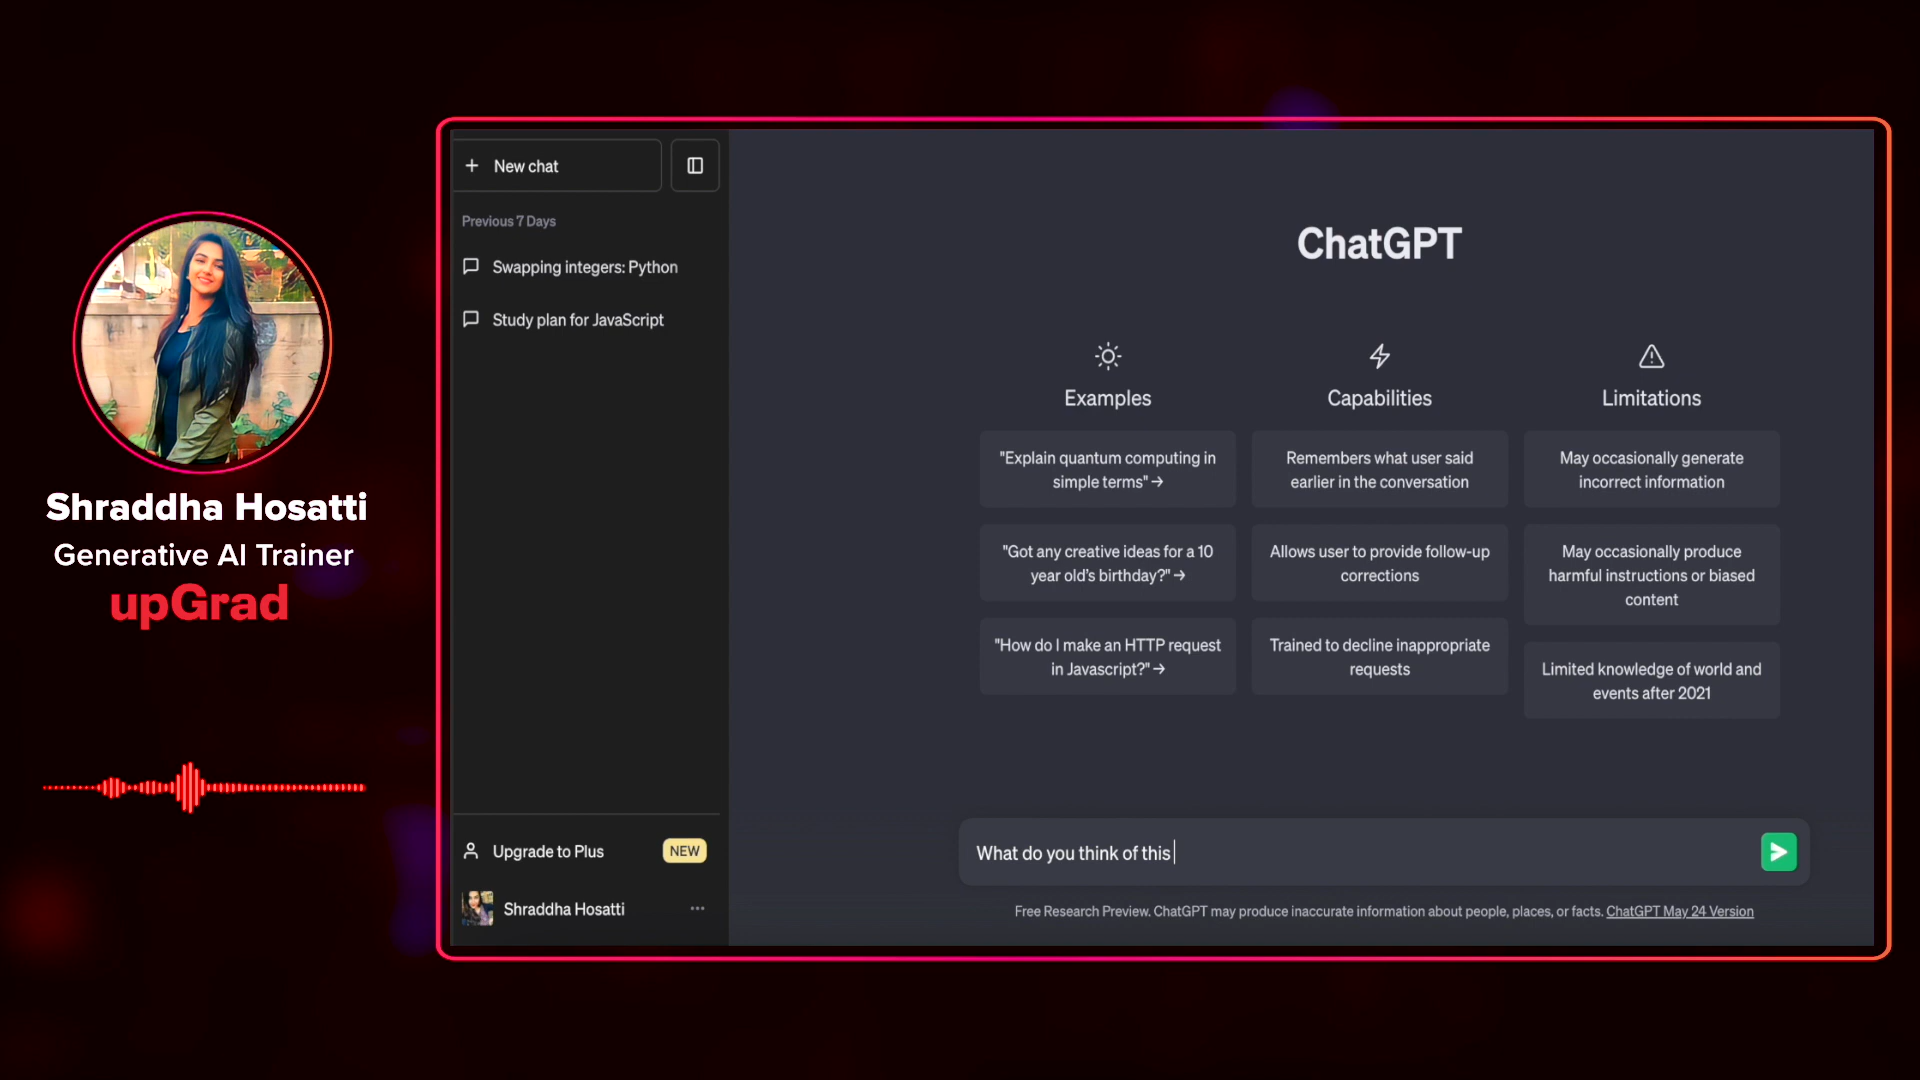 Shraddha Hosatti
Generative AI Trainer
upGrad
New chat
Previous 7 Days
Swapping integers: Python
Study plan for JavaScript
Upgrade to Plus
NEW
Shraddha Hosatti
ChatGPT
Examples
"Explain quantum computing in
simple terms" →
"Got any creative ideas for a 10
year old's birthday?" →
"How do I make an HTTP request
in Javascript?" →
Capabilities
Remembers what user said
earlier in the conversation
Allows user to provide follow-up
corrections
Trained to decline inappropriate
requests
Limitations
May occasionally generate
incorrect information
May occasionally produce
harmful instructions or biased
content
Limited knowledge of world and
events after 2021
What do you think of this
Free Research Preview. ChatGPT may produce inaccurate information about people, places, or facts. ChatGPT May 24 Version